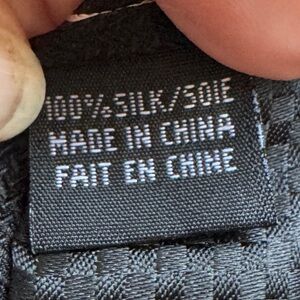 100% SILK/SOIE
MADE IN CHINA
FAIT EN CHINE